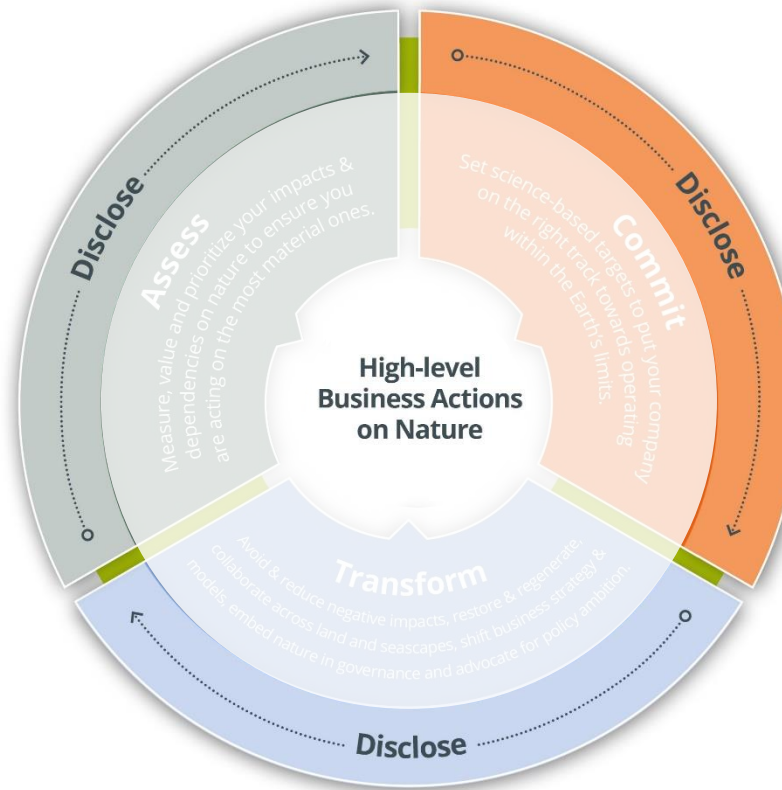 High-level
Business Actions
on Nature
Disclose
Assess
Measure, value and prioritize your impacts &
dependencies on nature to ensure you
are acting on the most material ones.
Disclose
Commit
Set science-based targets to put your company
on the right track towards operating
within the Earth's limits.
Transform
Avoid & reduce negative impacts, restore & regenerate,
collaborate across land and seascapes, shift business strategy &
models, embed nature in governance and advocate for policy ambition.
Disclose